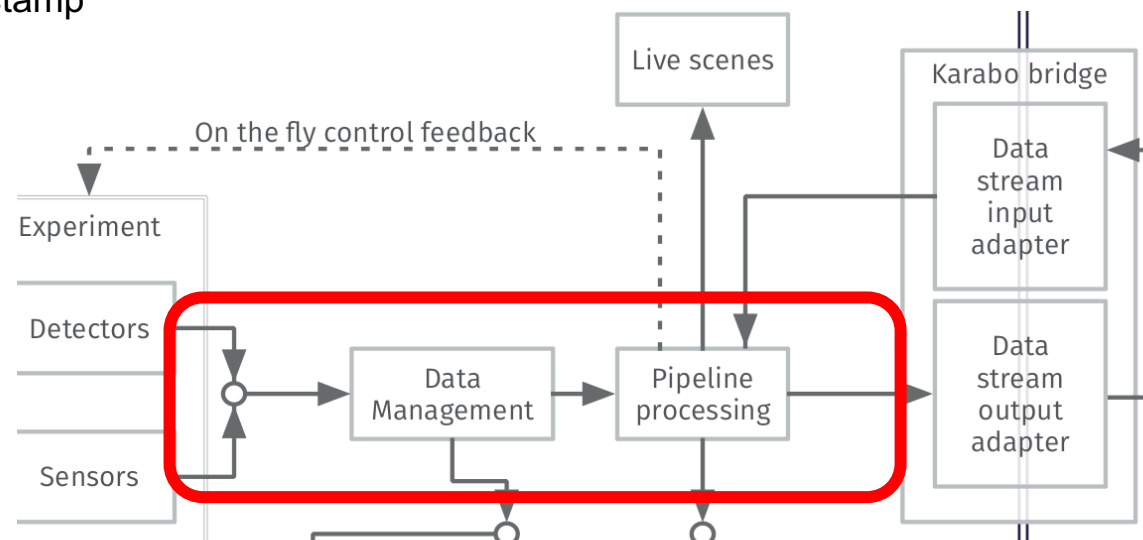 Live scenes
Karabo bridge
On the fly control feedback
Data
stream
input
adapter
Experiment
Detectors
Data
Management
Pipeline
processing
Data
stream
output
adapter
Sensors